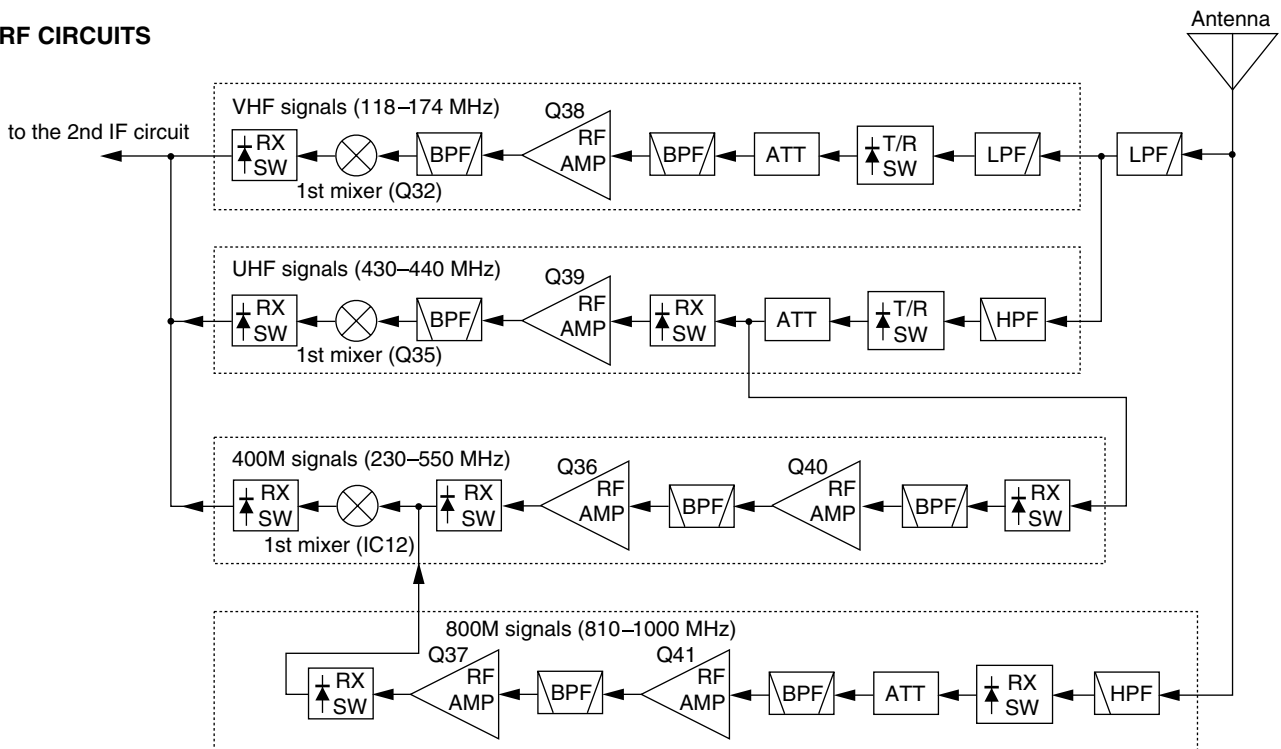 RF CIRCUITS
Antenna
VHF signals (118–174 MHz)
to the 2nd IF circuit
RX
SW
1st mixer (Q32)
BPF
Q38
RF
AMP
BPF
ATT
T/R
SW
LPF
LPF
UHF signals (430–440 MHz)
RX
SW
1st mixer (Q35)
BPF
Q39
RF
AMP
RX
SW
ATT
T/R
SW
HPF
400M signals (230–550 MHz)
RX
SW
1st mixer (IC12)
RX
SW
Q36
RF
AMP
BPF
Q40
RF
AMP
BPF
RX
SW
800M signals (810–1000 MHz)
RX
SW
Q37
RF
AMP
BPF
Q41
RF
AMP
BPF
ATT
RX
SW
HPF